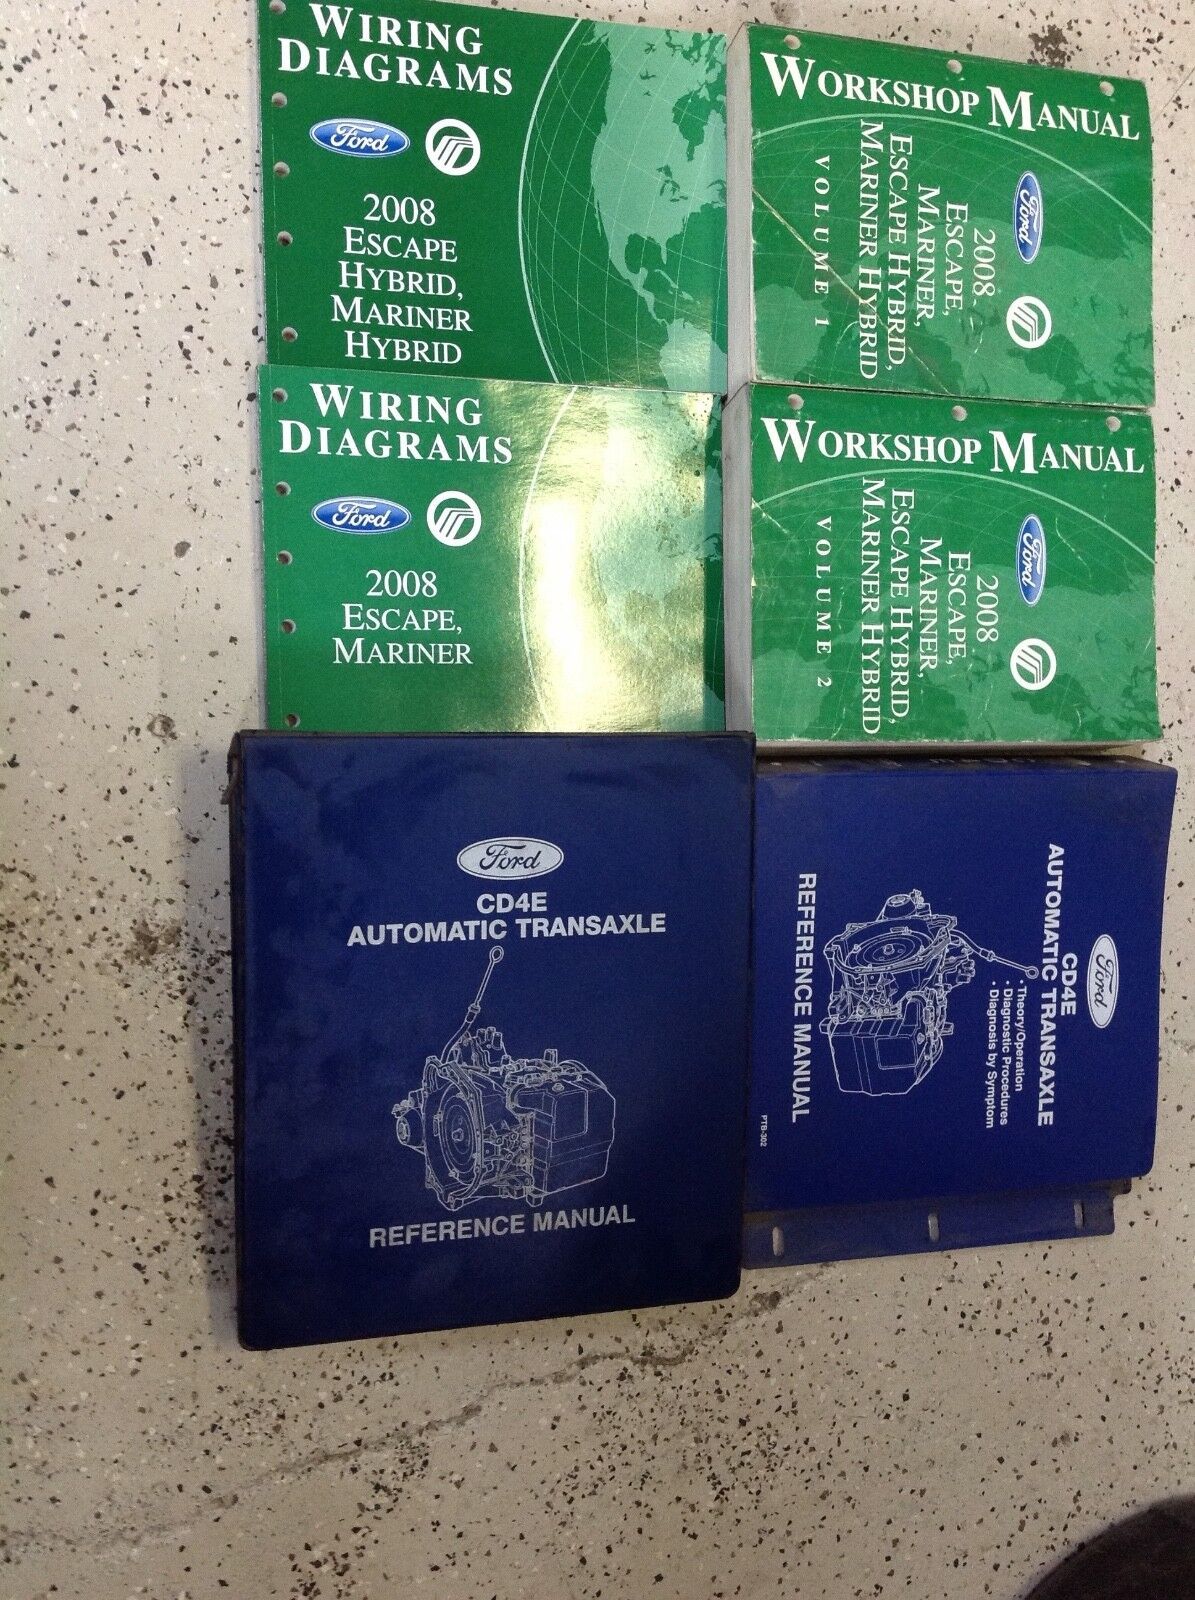 WIRING
DIAGRAMS
Ford
2008
ESCAPE
HYBRID,
MARINER
HYBRID
WORKSHOP MANUAL
Ford
2008
ESCAPE,
MARINER,
ESCAPE HYBRID,
MARINER HYBRID
VOLUME 1
WIRING
DIAGRAMS
Ford
2008
ESCAPE,
MARINER
WORKSHOP MANUAL
Ford
2008
ESCAPE,
MARINER,
ESCAPE HYBRID,
MARINER HYBRID
VOLUME 2
Ford
CD4E
AUTOMATIC TRANSAXLE
REFERENCE MANUAL
Ford
CD4E
AUTOMATIC TRANSAXLE
• Theory/Operation
• Diagnostic Procedures
• Diagnosis by Symptom
REFERENCE MANUAL
PTB-302